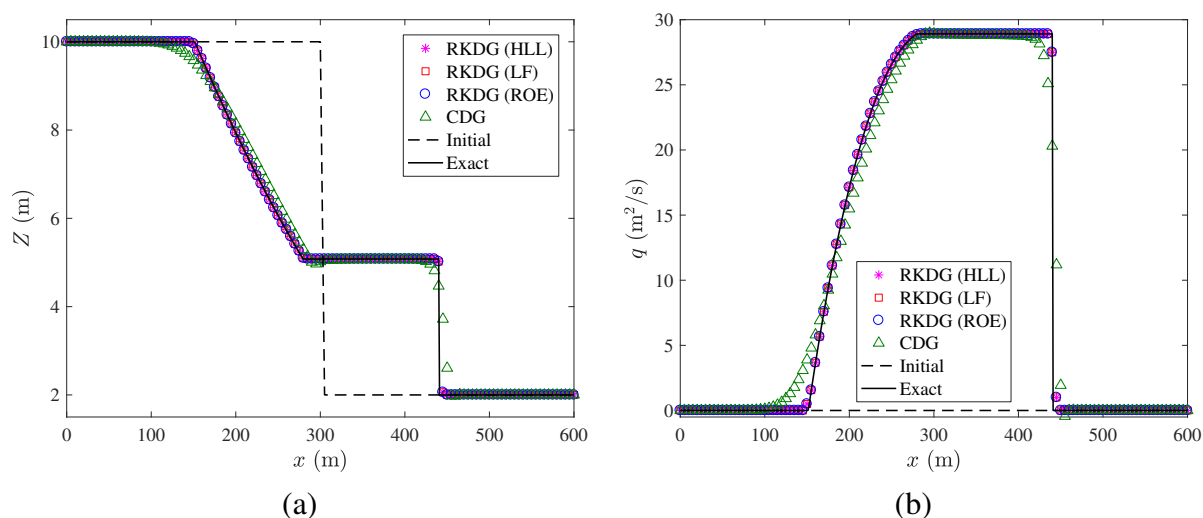 10
8
6
4
2
Z (m)
RKDG (HLL)
RKDG (LF)
RKDG (ROE)
CDG
Initial
Exact
0 100 200 300 400 500 600
x (m)
(a)
30
25
20
15
10
5
0
q (m²/s)
RKDG (HLL)
RKDG (LF)
RKDG (ROE)
CDG
Initial
Exact
0 100 200 300 400 500 600
x (m)
(b)